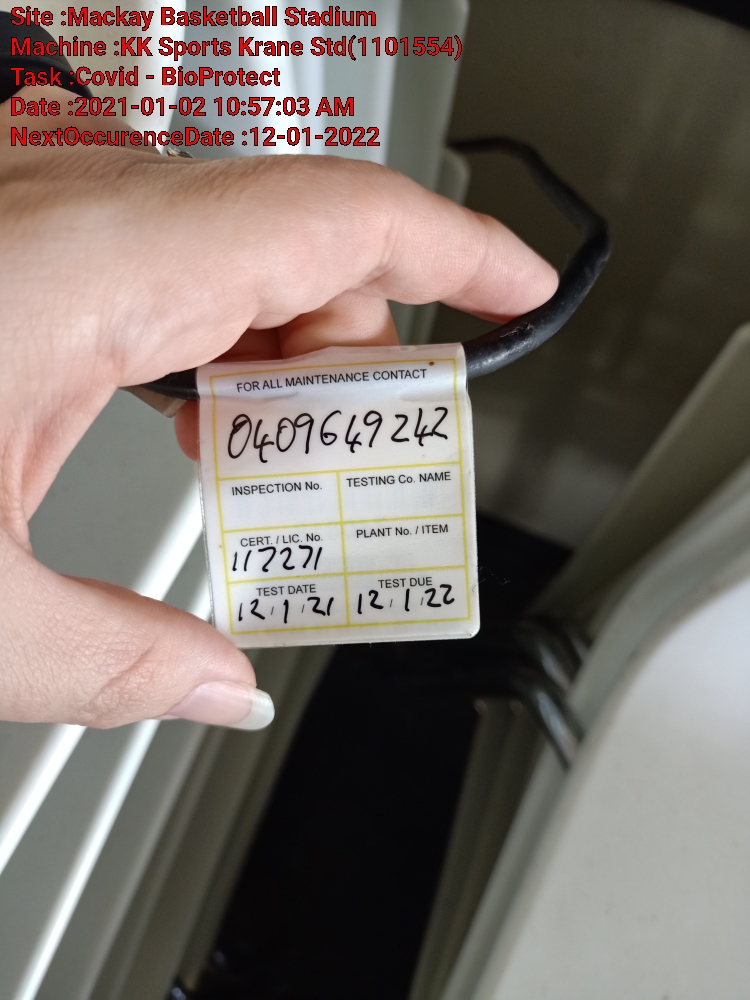 Site :Mackay Basketball Stadium
Machine :KK Sports Krane Std(1101554)
Task :Covid - BioProtect
Date :2021-01-02 10:57:03 AM
NextOccurenceDate :12-01-2022
FOR ALL MAINTENANCE CONTACT
0409649242
INSPECTION No. TESTING Co. NAME
CERT. / LIC. No. PLANT No. / ITEM
117271
TEST DATE TEST DUE
12.1.21 12.1.22